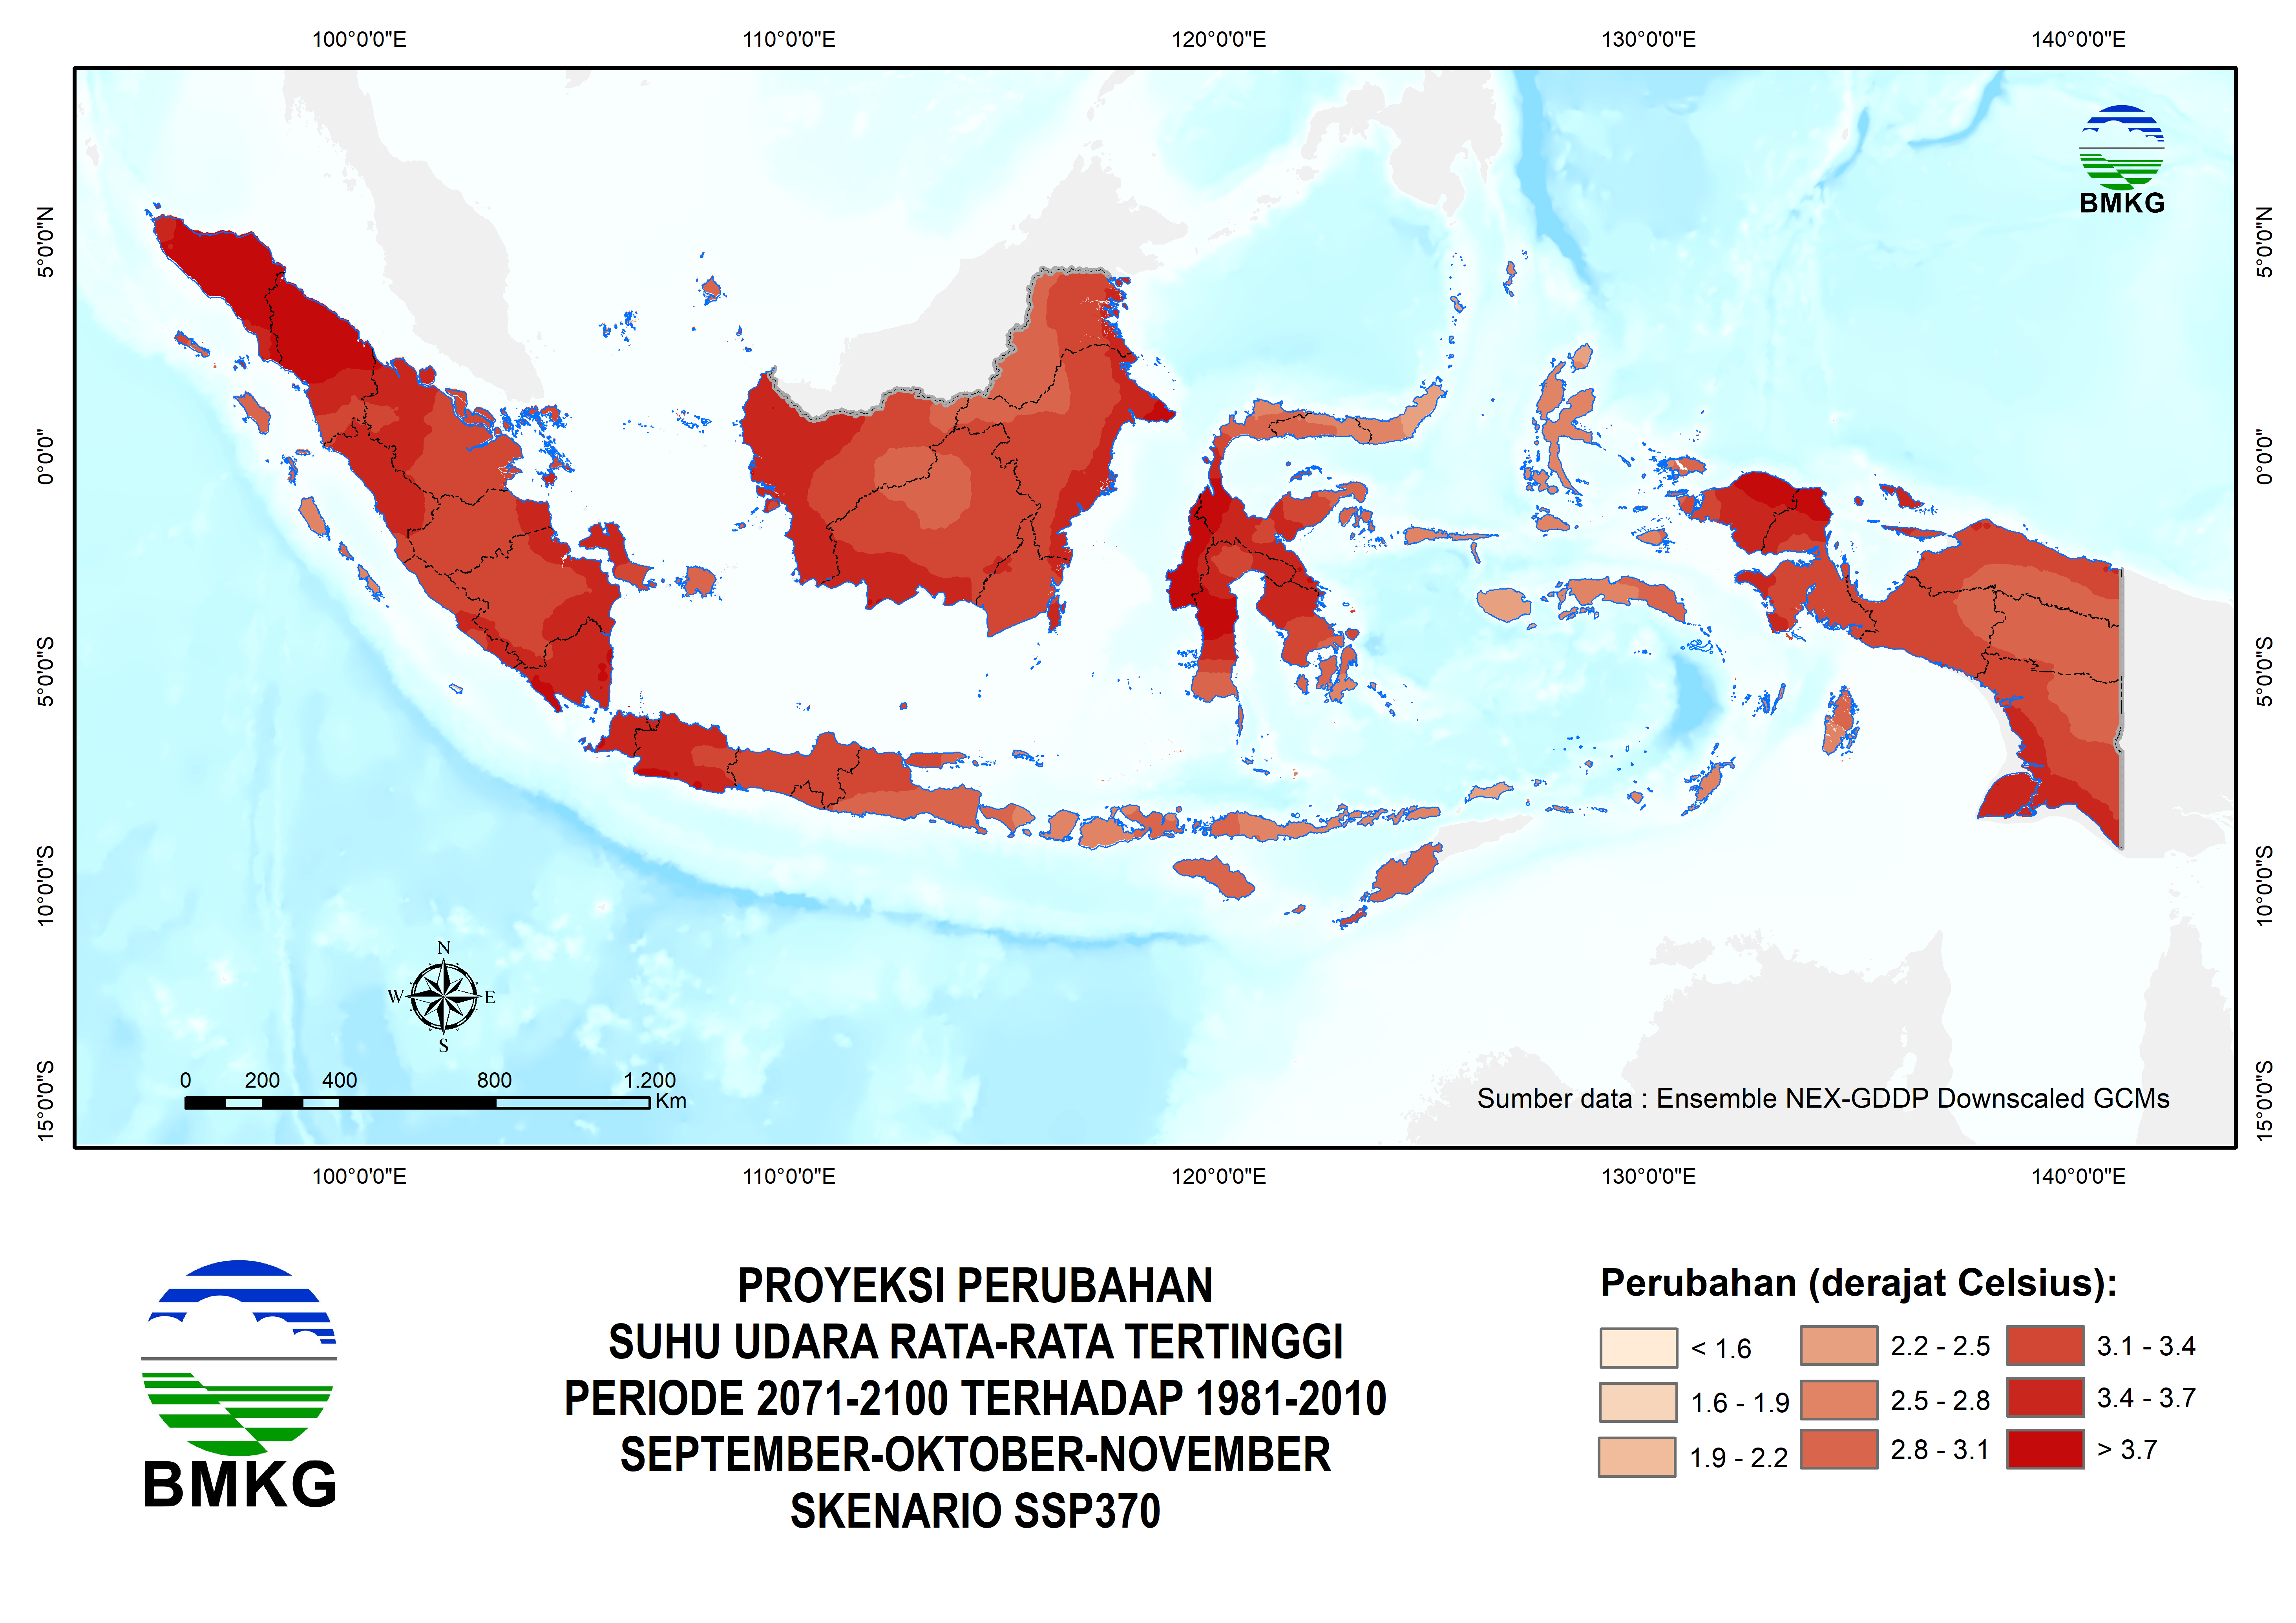 100°0'0"E 110°0'0"E 120°0'0"E 130°0'0"E 140°0'0"E
BMKG
5°0'0"N 5°0'0"N
0°0'0" 0°0'0"
5°0'0"S 5°0'0"S
10°0'0"S 10°0'0"S
15°0'0"S 15°0'0"S
N
W E
S
0 200 400 800 1.200
Km
Sumber data : Ensemble NEX-GDDP Downscaled GCMs
100°0'0"E 110°0'0"E 120°0'0"E 130°0'0"E 140°0'0"E
BMKG
PROYEKSI PERUBAHAN
SUHU UDARA RATA-RATA TERTINGGI
PERIODE 2071-2100 TERHADAP 1981-2010
SEPTEMBER-OKTOBER-NOVEMBER
SKENARIO SSP370
Perubahan (derajat Celsius):
< 1.6 2.2 - 2.5 3.1 - 3.4
1.6 - 1.9 2.5 - 2.8 3.4 - 3.7
1.9 - 2.2 2.8 - 3.1 > 3.7